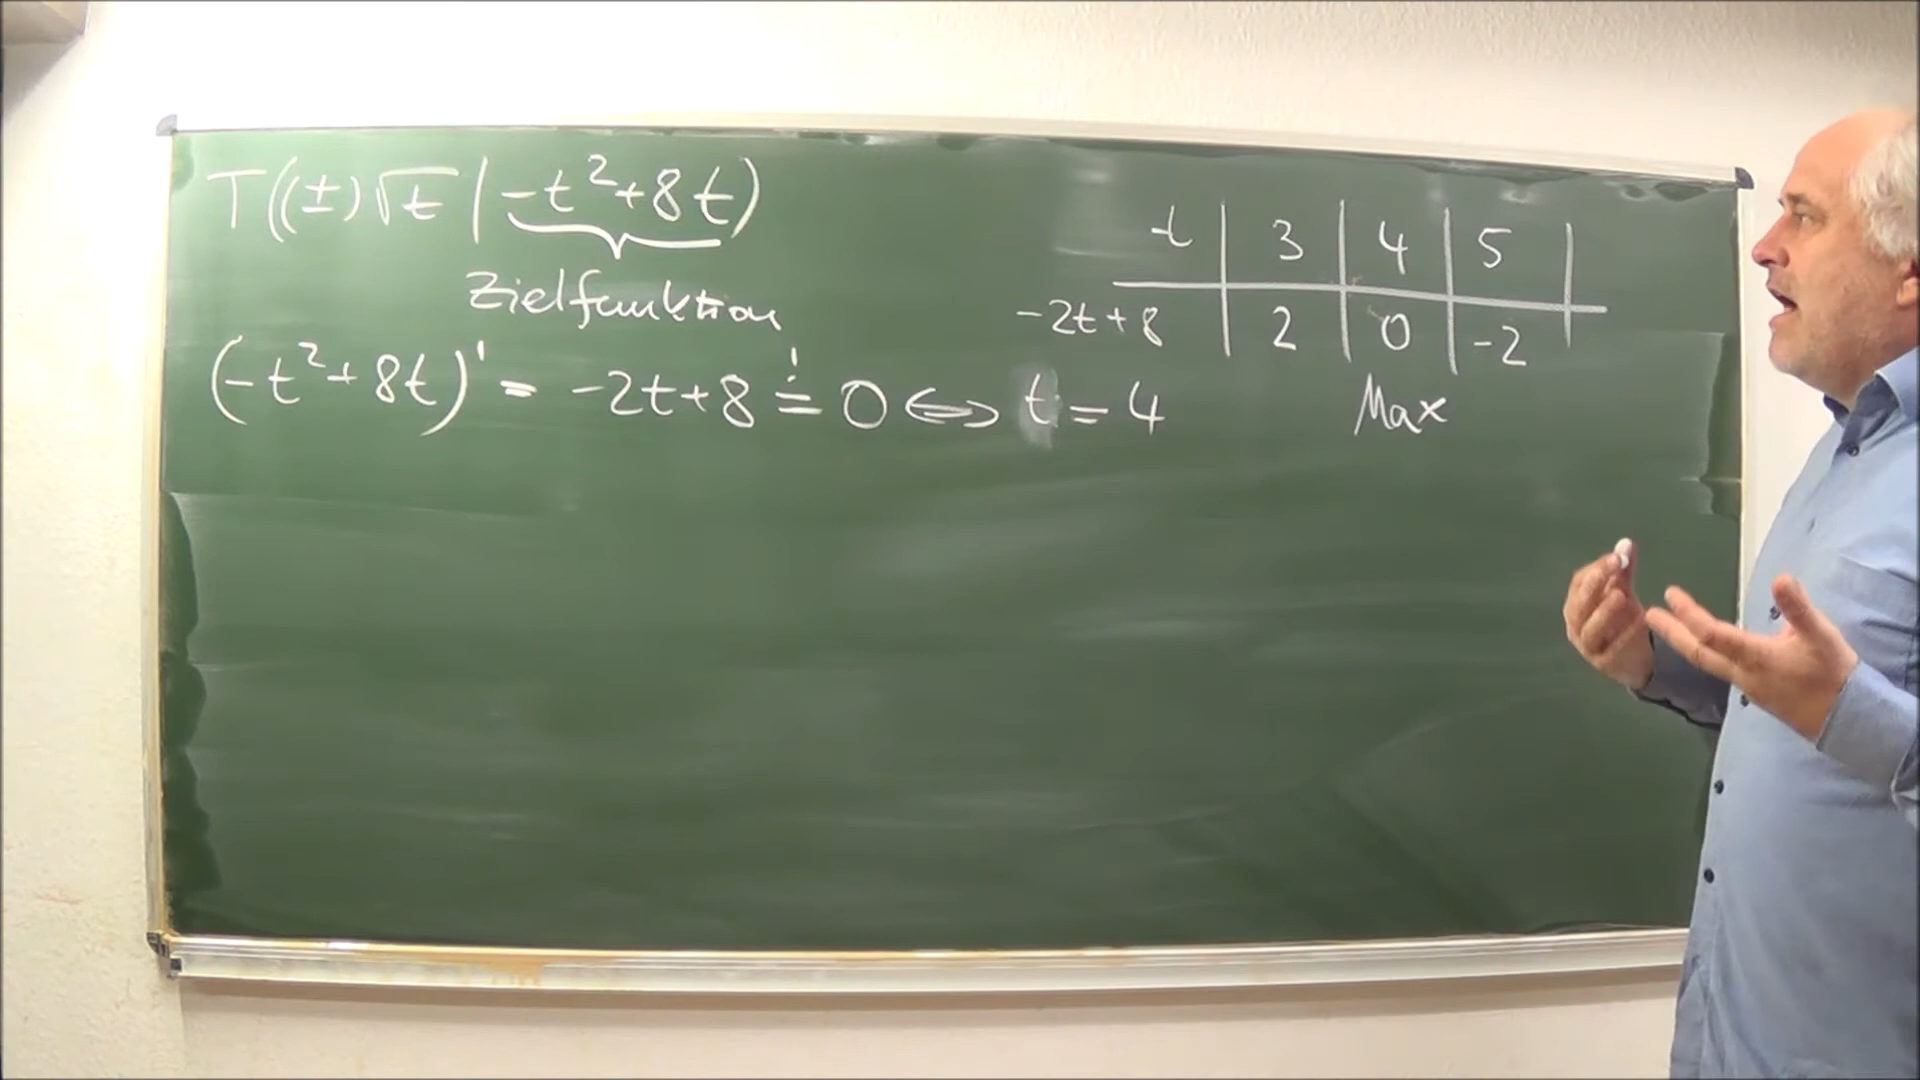 T((±)√t | -t²+8t)
Zielfunktion
(-t²+8t)' = -2t+8 =! 0 ⇔ t = 4
t | 3 | 4 | 5 |
-2t+8 | 2 | 0 | -2 |
Max